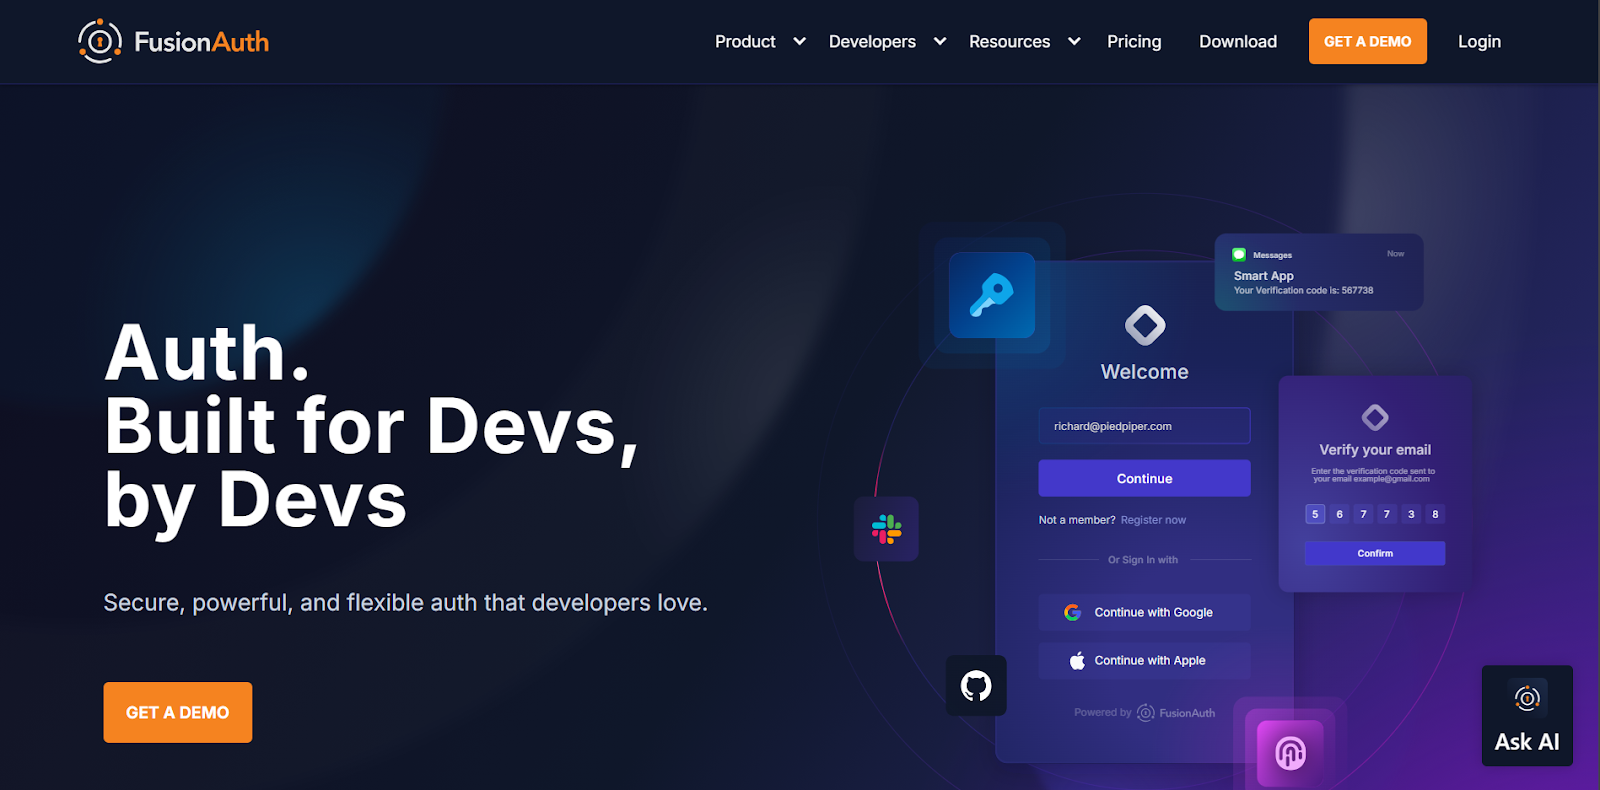 FusionAuth
Product
Developers
Resources
Pricing
Download
GET A DEMO
Login
Auth.
Built for Devs,
by Devs
Secure, powerful, and flexible auth that developers love.
GET A DEMO
Messages
Now
Smart App
Your Verification code is: 567738
Welcome
richard@piedpiper.com
Continue
Not a member? Register now
Or Sign In with
Continue with Google
Continue with Apple
Powered by FusionAuth
Verify your email
Enter the verification code sent to
your email example@gmail.com
5 6 7 7 3 8
Confirm
Ask AI